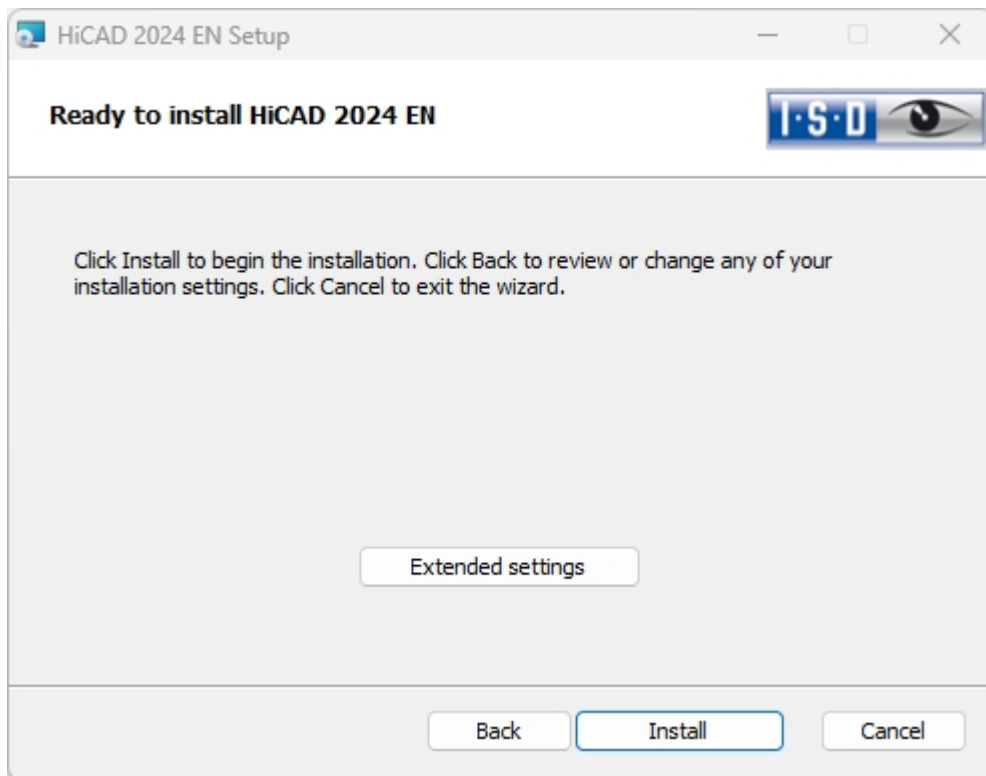 HiCAD 2024 EN Setup
Ready to install HiCAD 2024 EN
I·S·D
Click Install to begin the installation. Click Back to review or change any of your
installation settings. Click Cancel to exit the wizard.
Extended settings
Back
Install
Cancel